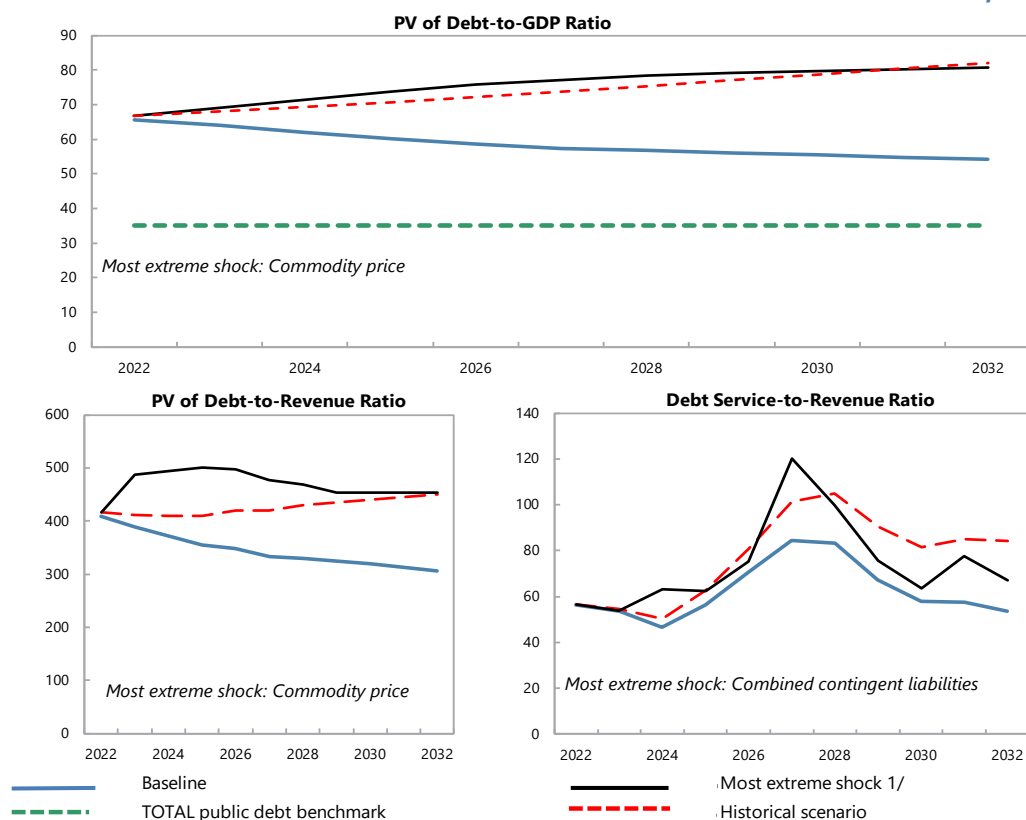 PV of Debt-to-GDP Ratio
90
80
70
60
50
40
30
20
10
0
Most extreme shock: Commodity price
2022 2024 2026 2028 2030 2032
PV of Debt-to-Revenue Ratio
600
500
400
300
200
100
0
Most extreme shock: Commodity price
2022 2024 2026 2028 2030 2032
Debt Service-to-Revenue Ratio
140
120
100
80
60
40
20
0
Most extreme shock: Combined contingent liabilities
2022 2024 2026 2028 2030 2032
Baseline
Most extreme shock 1/
TOTAL public debt benchmark
Historical scenario